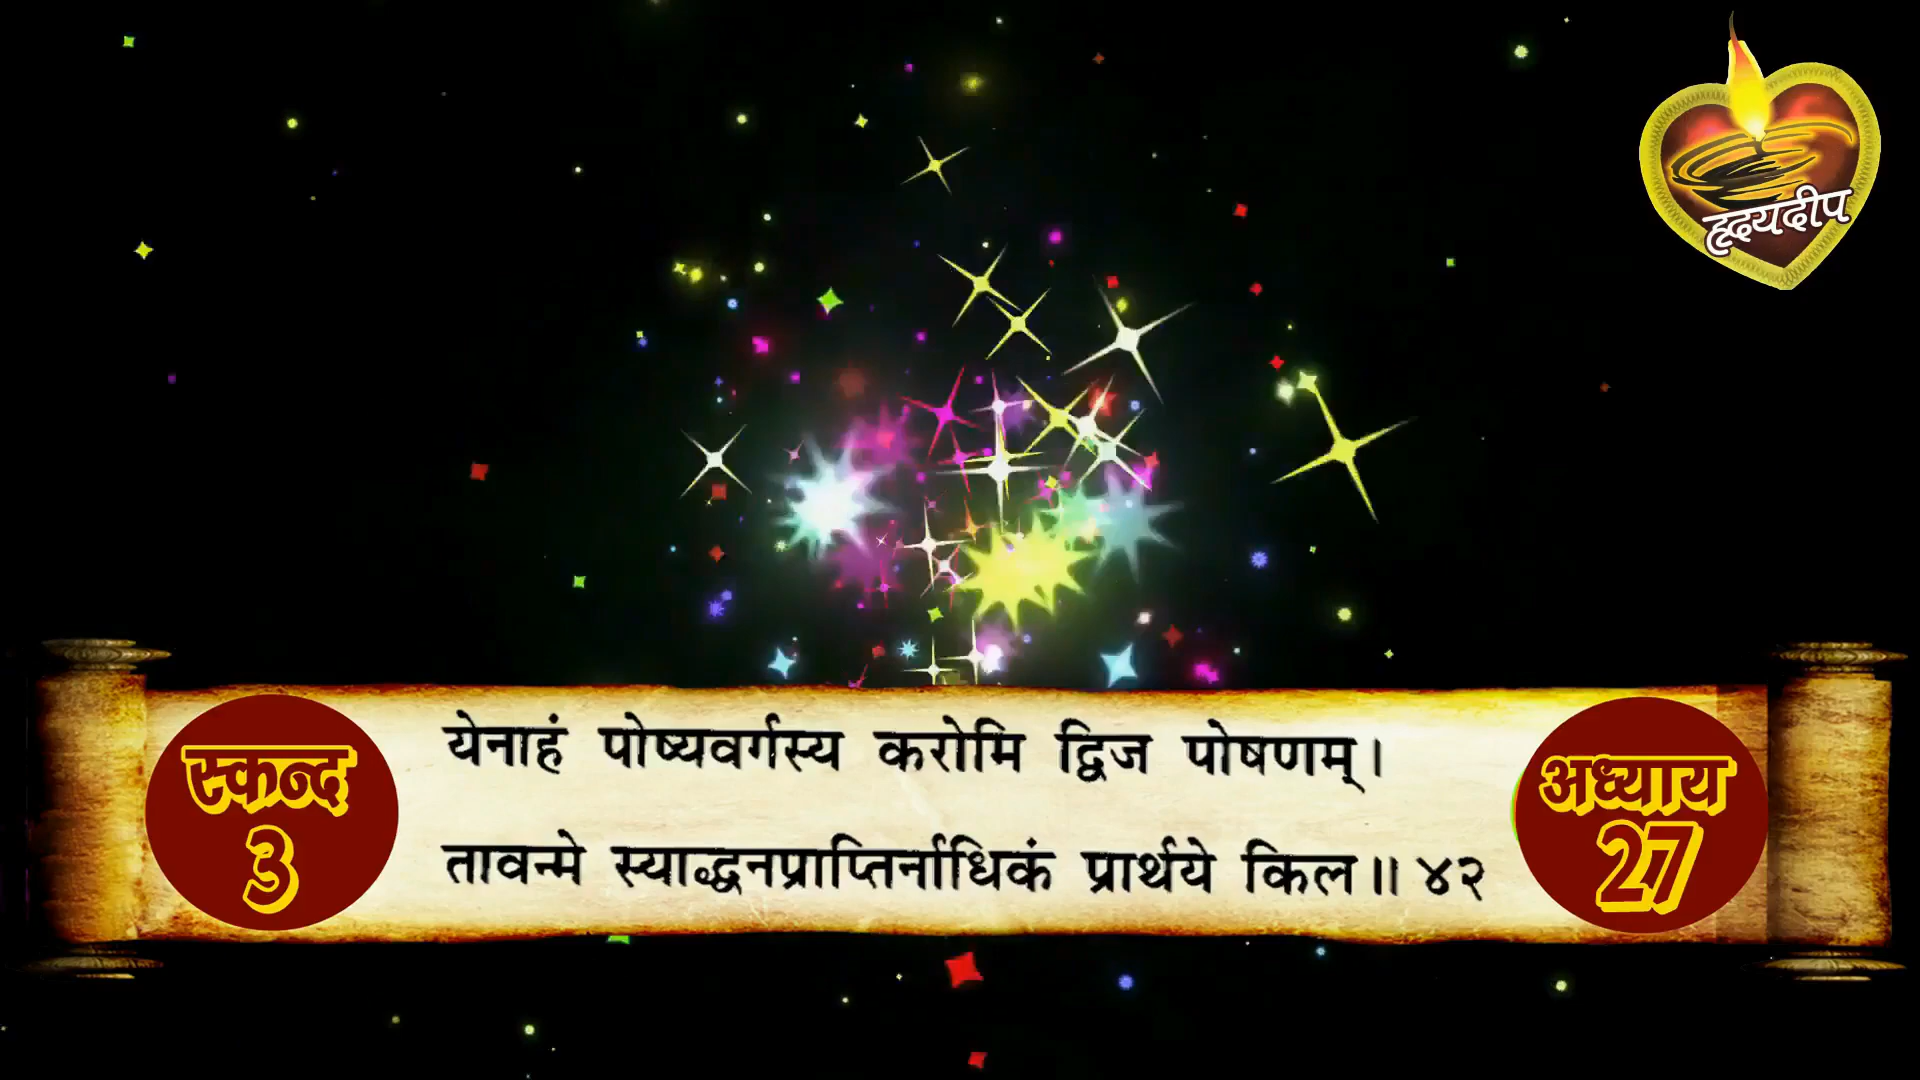 हृदयदीप
येनाहं पोष्यवर्गस्य करोमि द्विज पोषणम्।
तावन्मे स्याद्धनप्राप्तिर्नाधिकं प्रार्थये किल॥ ४२
स्कन्द
3
अध्याय
27